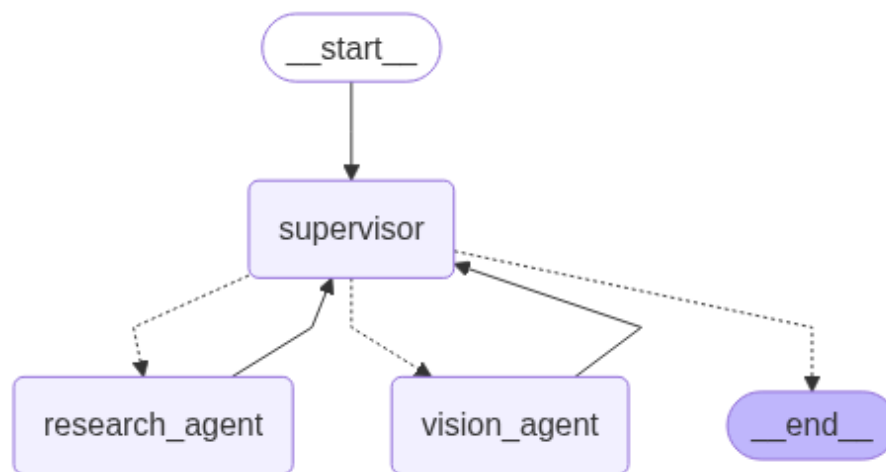 __start__
supervisor
research_agent
vision_agent
__end__